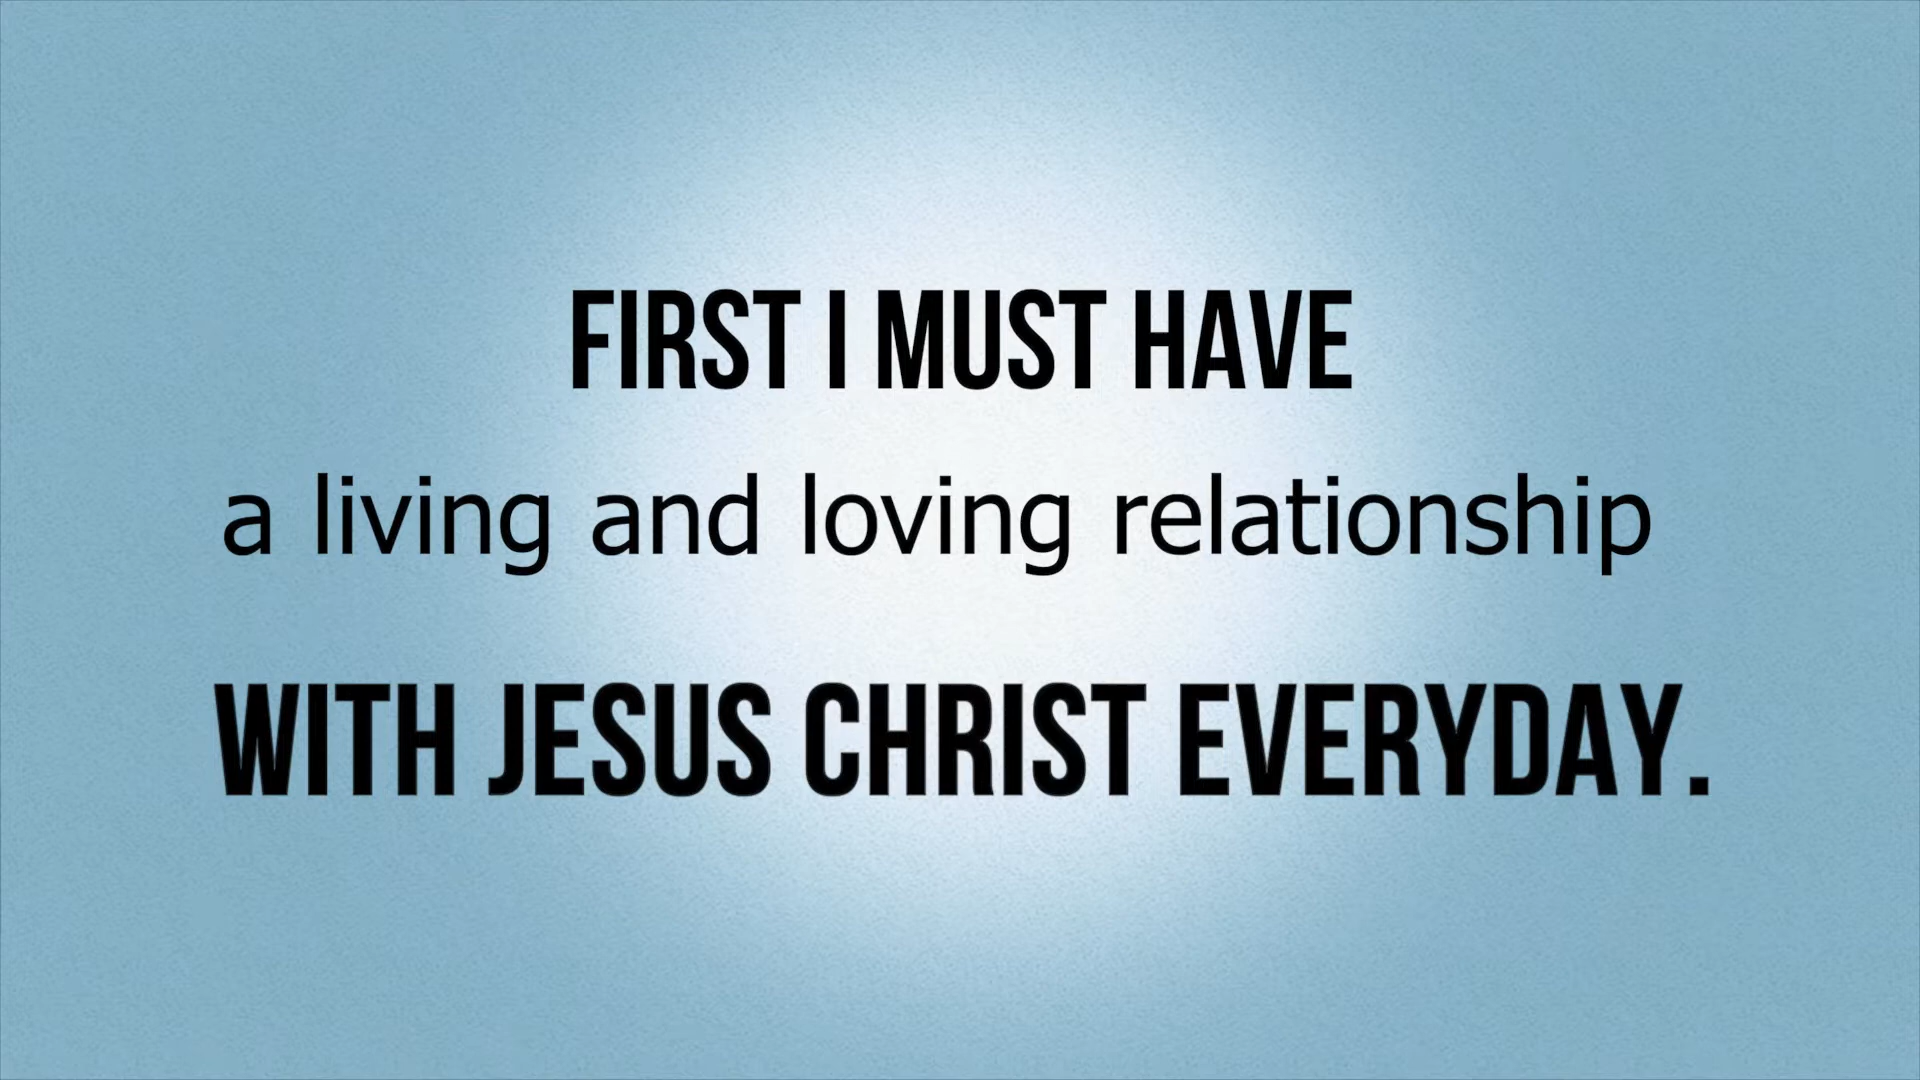 FIRST I MUST HAVE
a living and loving relationship
WITH JESUS CHRIST EVERYDAY.